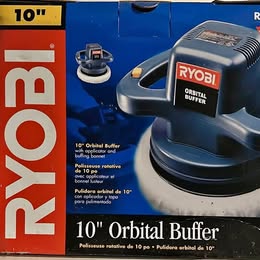 10"
R
RYOBI
RYOBI
ORBITAL
BUFFER
10" Orbital Buffer
with applicator and
buffing bonnet
Polisseuse rotative
de 10 po
avec applicateur et
bonnet lustreur
Pulidora orbital de 10"
con aplicador y tapa
para pulimentado
10" Orbital Buffer
Polisseuse rotative de 10 po • Pulidora orbital de 10"